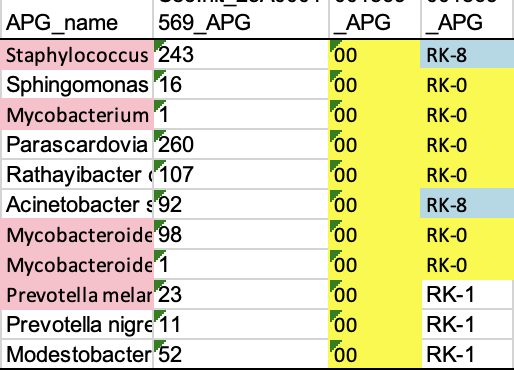 APG_name 569_APG _APG _APG
Staphylococcus 243 00 RK-8
Sphingomonas 16 00 RK-0
Mycobacterium 1 00 RK-0
Parascardovia 260 00 RK-0
Rathayibacter 107 00 RK-0
Acinetobacter s 92 00 RK-8
Mycobacteroide 98 00 RK-0
Mycobacteroide 1 00 RK-0
Prevotella melar 23 00 RK-1
Prevotella nigre 11 00 RK-1
Modestobacter 52 00 RK-1